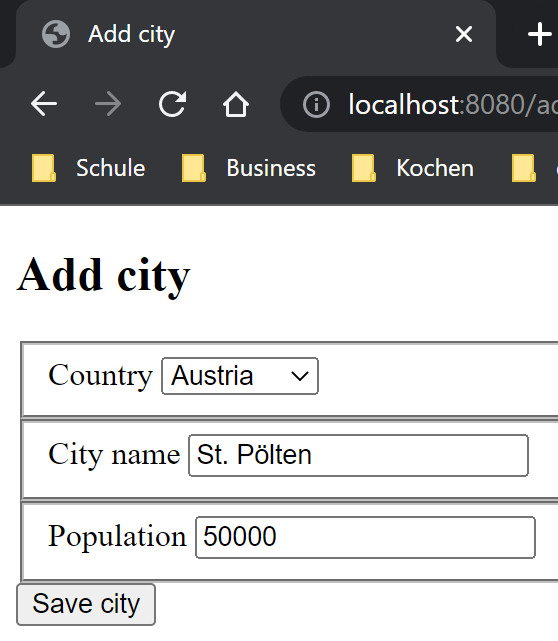 Add city
localhost:8080/ad
Schule Business Kochen
Add city
Country Austria
City name St. Pölten
Population 50000
Save city